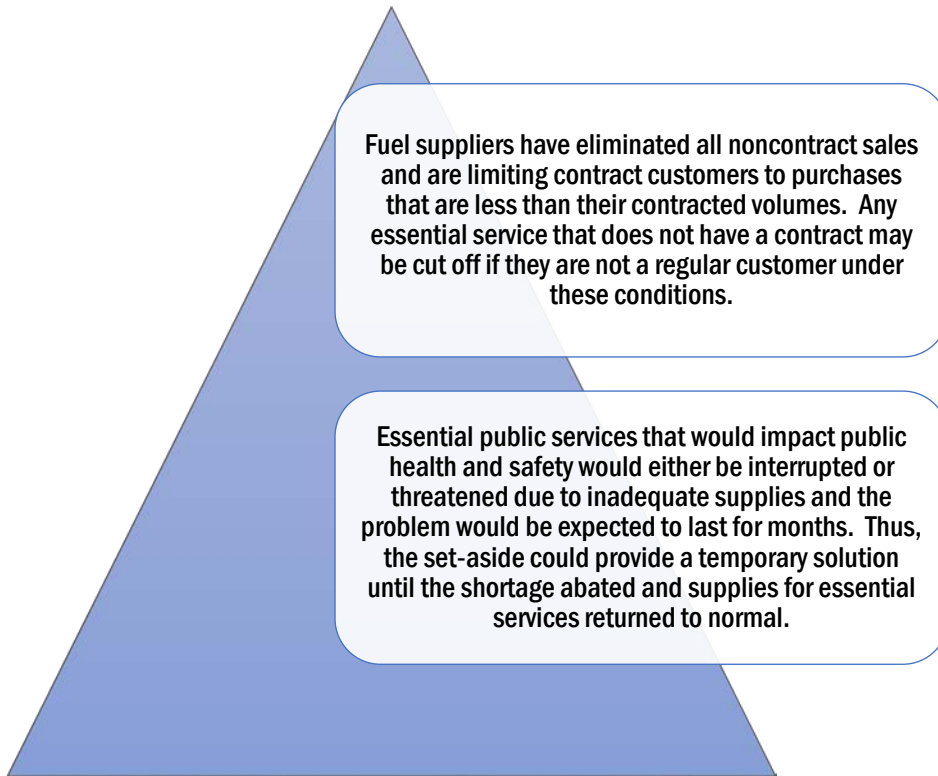 Fuel suppliers have eliminated all noncontract sales
and are limiting contract customers to purchases
that are less than their contracted volumes.  Any
essential service that does not have a contract may
be cut off if they are not a regular customer under
these conditions.
Essential public services that would impact public
health and safety would either be interrupted or
threatened due to inadequate supplies and the
problem would be expected to last for months.  Thus,
the set-aside could provide a temporary solution
until the shortage abated and supplies for essential
services returned to normal.